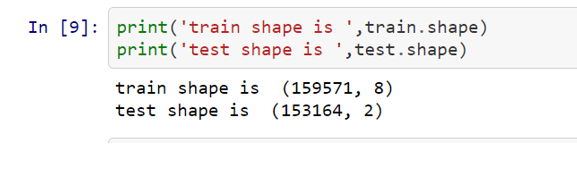 In [9]: print('train shape is ',train.shape)
print('test shape is ',test.shape)
train shape is  (159571, 8)
test shape is  (153164, 2)